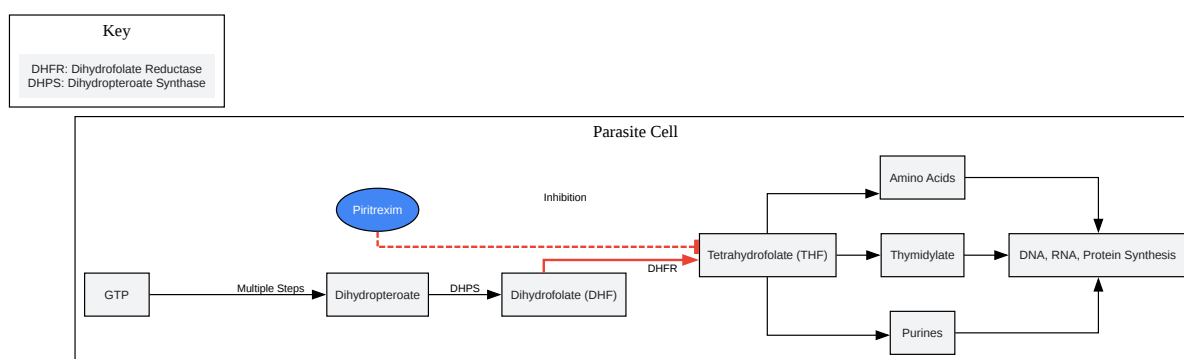 Key
DHFR: Dihydrofolate Reductase
DHPS: Dihydropteroate Synthase
Parasite Cell
Amino Acids
Inhibition
Piritrexim
Tetrahydrofolate (THF)
Thymidylate
DNA, RNA, Protein Synthesis
DHFR
GTP
Multiple Steps
Dihydropteroate
DHPS
Dihydrofolate (DHF)
Purines